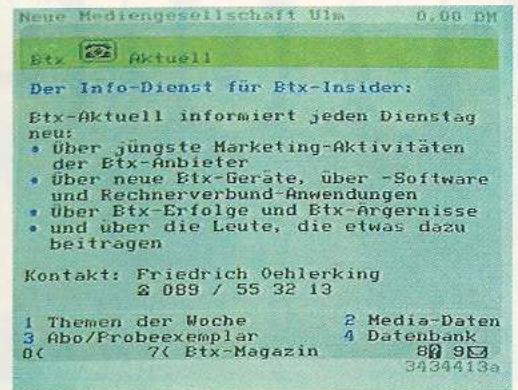 Neue Mediengesellschaft Ulm 0,00 DM
Btx Aktuell
Der Info-Dienst für Btx-Insider:
Btx-Aktuell informiert jeden Dienstag
neu:
• Über jüngste Marketing-Aktivitäten
der Btx-Anbieter
• Über neue Btx-Geräte, über -Software
und Rechnerverbund-Anwendungen
• Über Btx-Erfolge und Btx-Ärgernisse
• und über die Leute, die etwas dazu
beitragen
Kontakt: Friedrich Oehlerking
☎ 089 / 55 32 13
1 Themen der Woche 2 Media-Daten
3 Abo/Probeexemplar 4 Datenbank
0< 7< Btx-Magazin 8? 9✉
3434413a